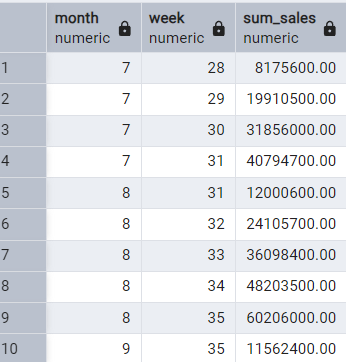 month week sum_sales
numeric numeric numeric
1 7 28 8175600.00
2 7 29 19910500.00
3 7 30 31856000.00
4 7 31 40794700.00
5 8 31 12000600.00
6 8 32 24105700.00
7 8 33 36098400.00
8 8 34 48203500.00
9 8 35 60206000.00
10 9 35 11562400.00